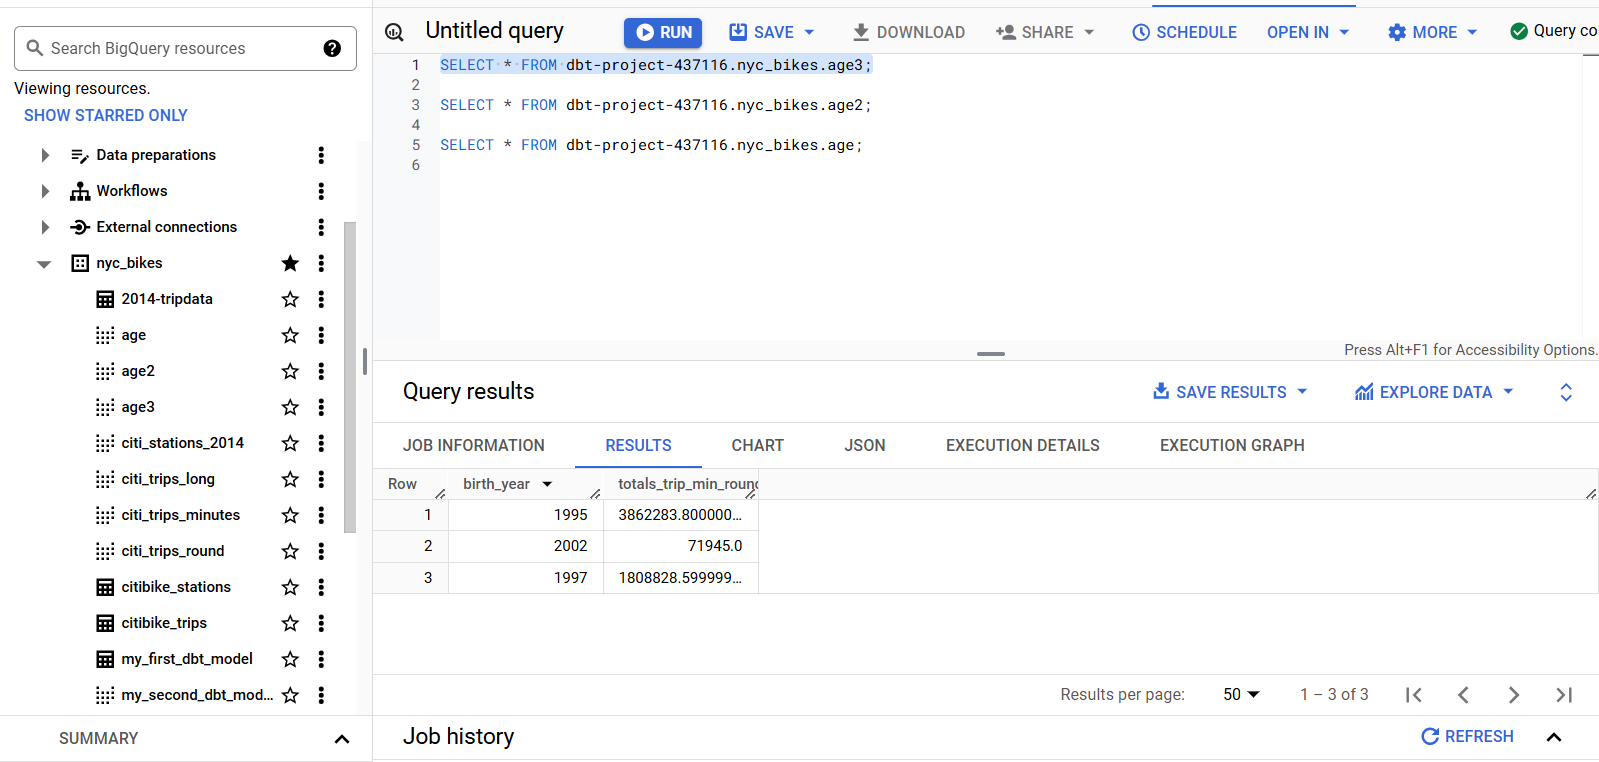 Search BigQuery resources
Viewing resources.
SHOW STARRED ONLY
Data preparations
Workflows
External connections
nyc_bikes
2014-tripdata
age
age2
age3
citi_stations_2014
citi_trips_long
citi_trips_minutes
citi_trips_round
citibike_stations
citibike_trips
my_first_dbt_model
my_second_dbt_mod...
SUMMARY
Untitled query RUN SAVE DOWNLOAD SHARE SCHEDULE OPEN IN MORE Query co
1 SELECT * FROM dbt-project-437116.nyc_bikes.age3;
2
3 SELECT * FROM dbt-project-437116.nyc_bikes.age2;
4
5 SELECT * FROM dbt-project-437116.nyc_bikes.age;
6
Press Alt+F1 for Accessibility Options.
Query results SAVE RESULTS EXPLORE DATA
JOB INFORMATION RESULTS CHART JSON EXECUTION DETAILS EXECUTION GRAPH
Row birth_year totals_trip_min_round
1 1995 3862283.800000...
2 2002 71945.0
3 1997 1808828.599999...
Results per page: 50 1 – 3 of 3
Job history REFRESH